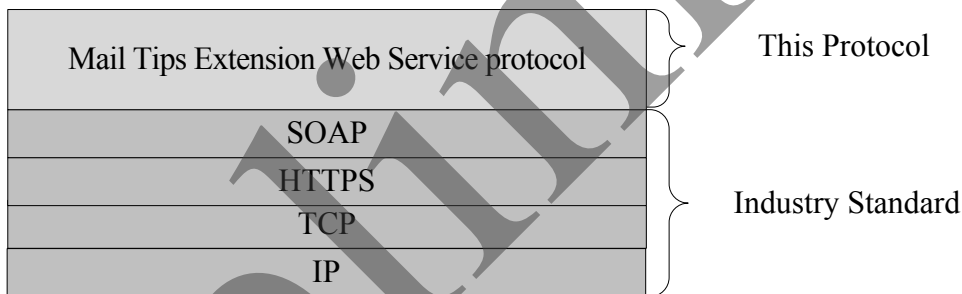 Mail Tips Extension Web Service protocol
This Protocol
SOAP
HTTPS
TCP
IP
Industry Standard